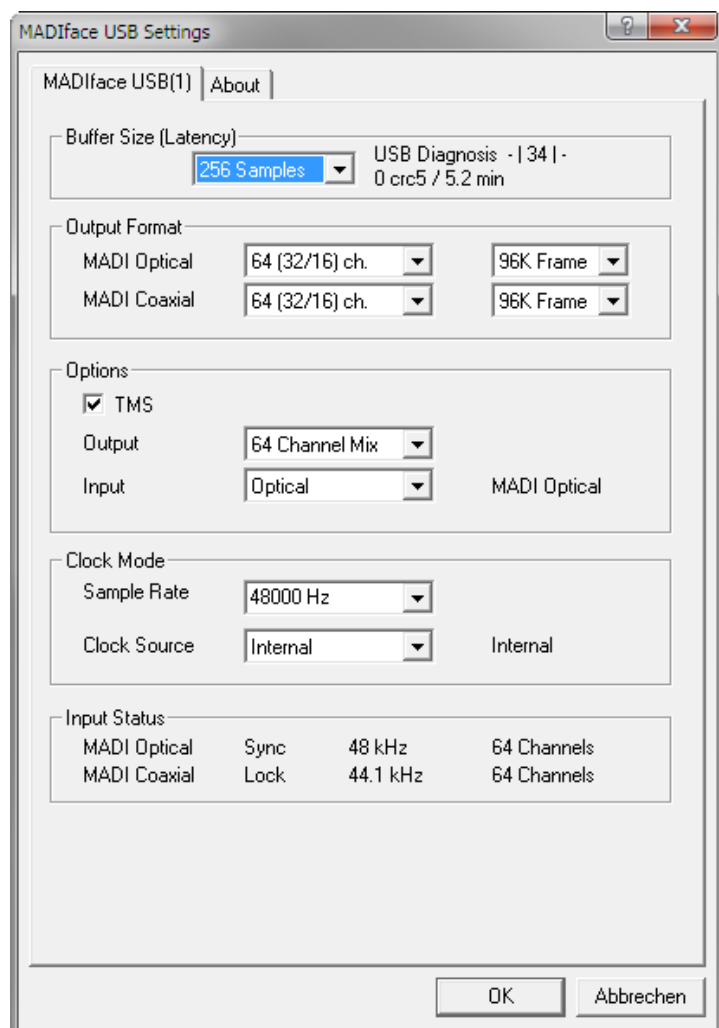 MADIface USB Settings
MADIface USB(1) About
Buffer Size (Latency)
256 Samples
USB Diagnosis - | 34 | -
0 crc5 / 5.2 min
Output Format
MADI Optical 64 (32/16) ch. 96K Frame
MADI Coaxial 64 (32/16) ch. 96K Frame
Options
TMS
Output 64 Channel Mix
Input Optical MADI Optical
Clock Mode
Sample Rate 48000 Hz
Clock Source Internal Internal
Input Status
MADI Optical Sync 48 kHz 64 Channels
MADI Coaxial Lock 44.1 kHz 64 Channels
OK Abbrechen